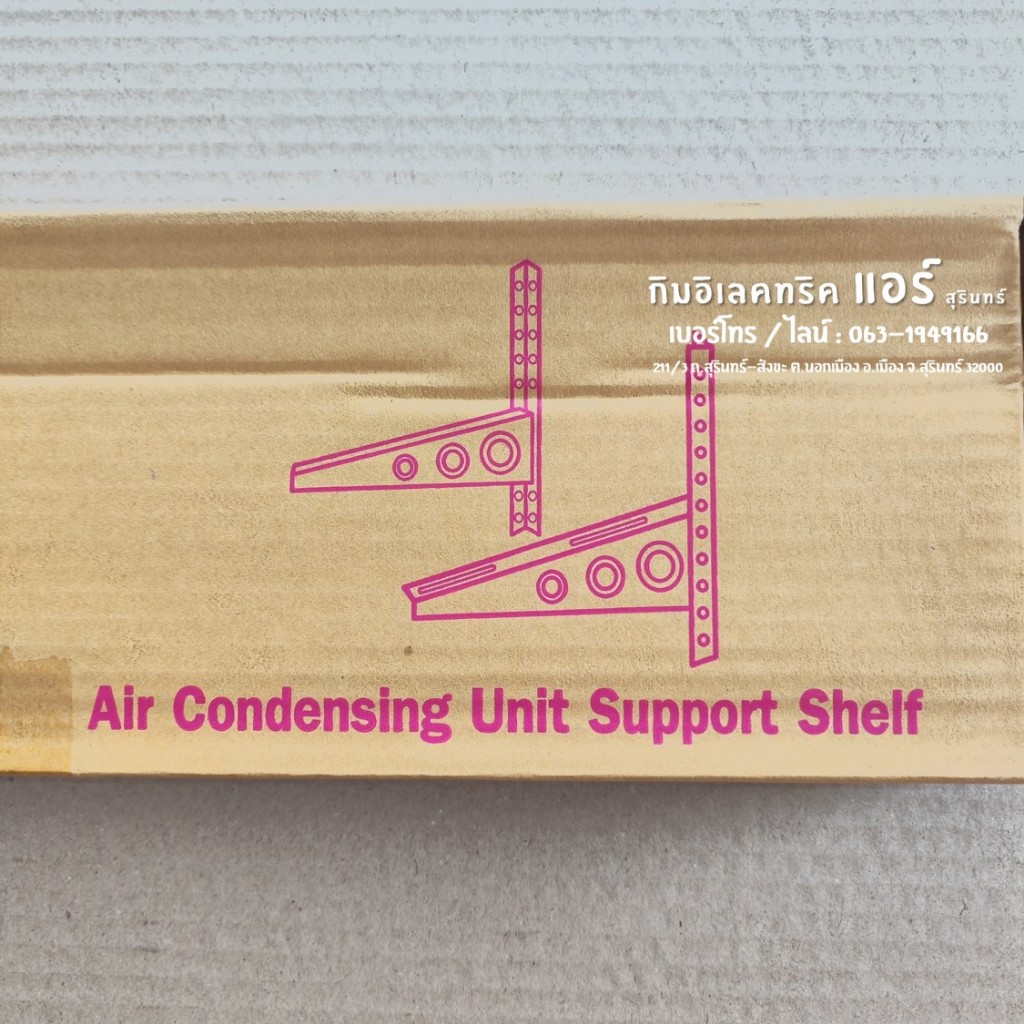 กิมอิเลคทริค แอร์ สุรินทร์
เบอร์โทร / ไลน์ : 063-1949166
211/3 ถ.สุรินทร์-สังขะ ต.นอกเมือง อ.เมือง จ.สุรินทร์ 32000
Air Condensing Unit Support Shelf